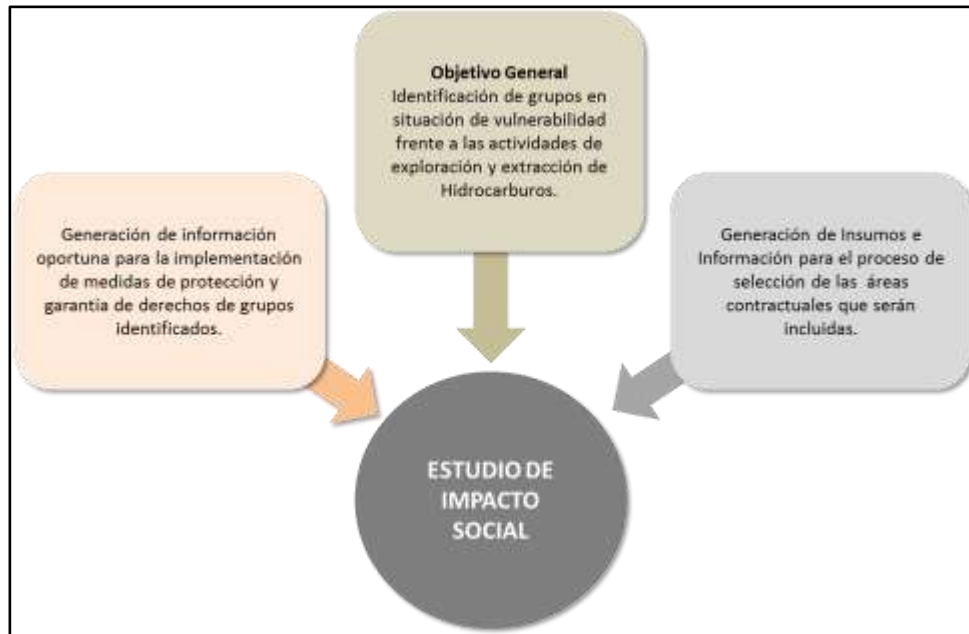 Objetivo General
Identificación de grupos en
situación de vulnerabilidad
frente a las actividades de
exploración y extracción de
Hidrocarburos.
Generación de información
oportuna para la implementación
de medidas de protección y
garantía de derechos de grupos
identificados.
Generación de Insumos e
Información para el proceso de
selección de las áreas
contractuales que serán
incluidas.
ESTUDIO DE
IMPACTO
SOCIAL